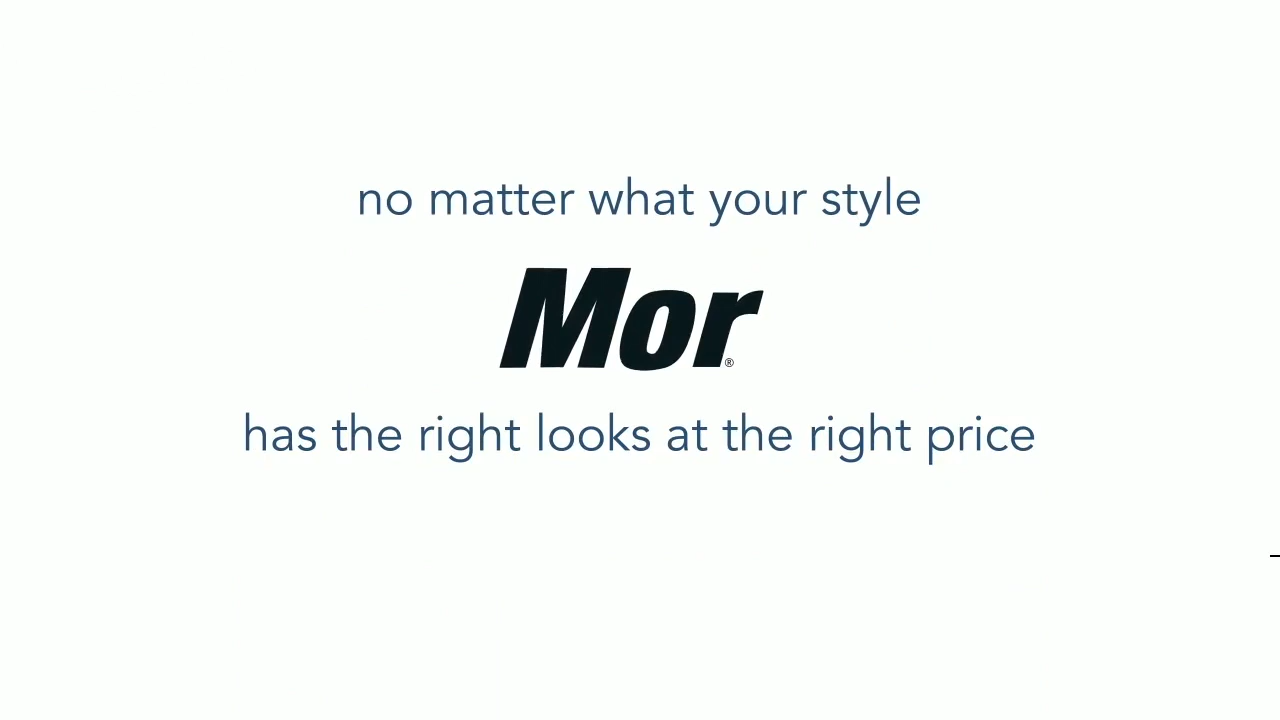 no matter what your style
Mor®
has the right looks at the right price